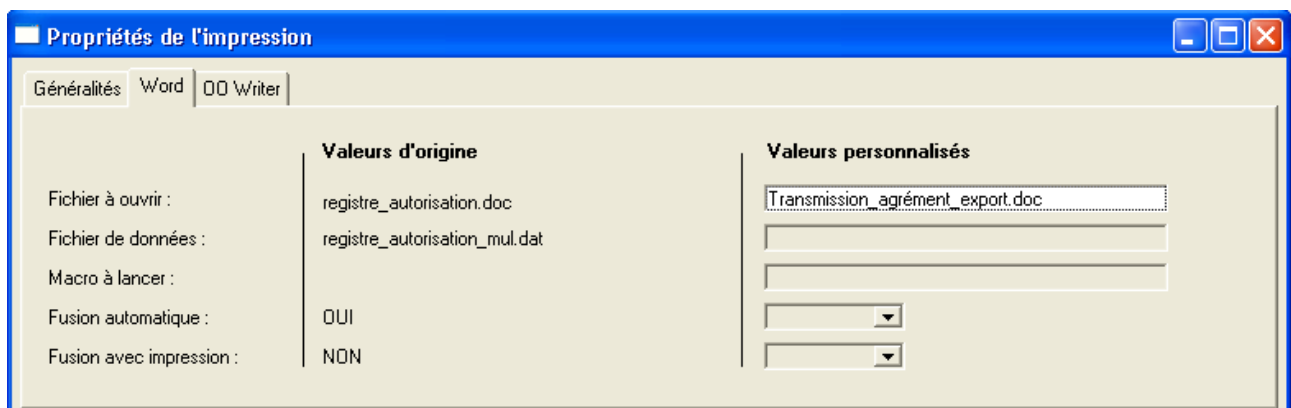 Propriétés de l'impression
Généralités Word OO Writer
Valeurs d'origine Valeurs personnalisés
Fichier à ouvrir : registre_autorisation.doc Transmission_agrément_export.doc
Fichier de données : registre_autorisation_mul.dat
Macro à lancer :
Fusion automatique : OUI
Fusion avec impression : NON